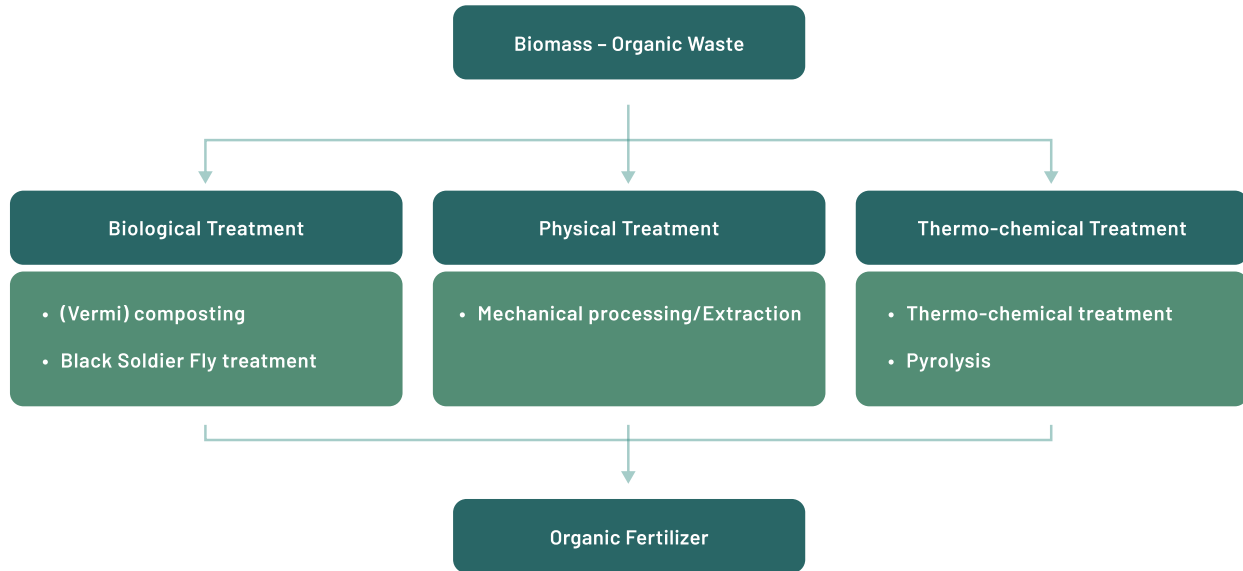 Biomass – Organic Waste
Biological Treatment
• (Vermi) composting
• Black Soldier Fly treatment
Physical Treatment
• Mechanical processing/Extraction
Thermo-chemical Treatment
• Thermo-chemical treatment
• Pyrolysis
Organic Fertilizer